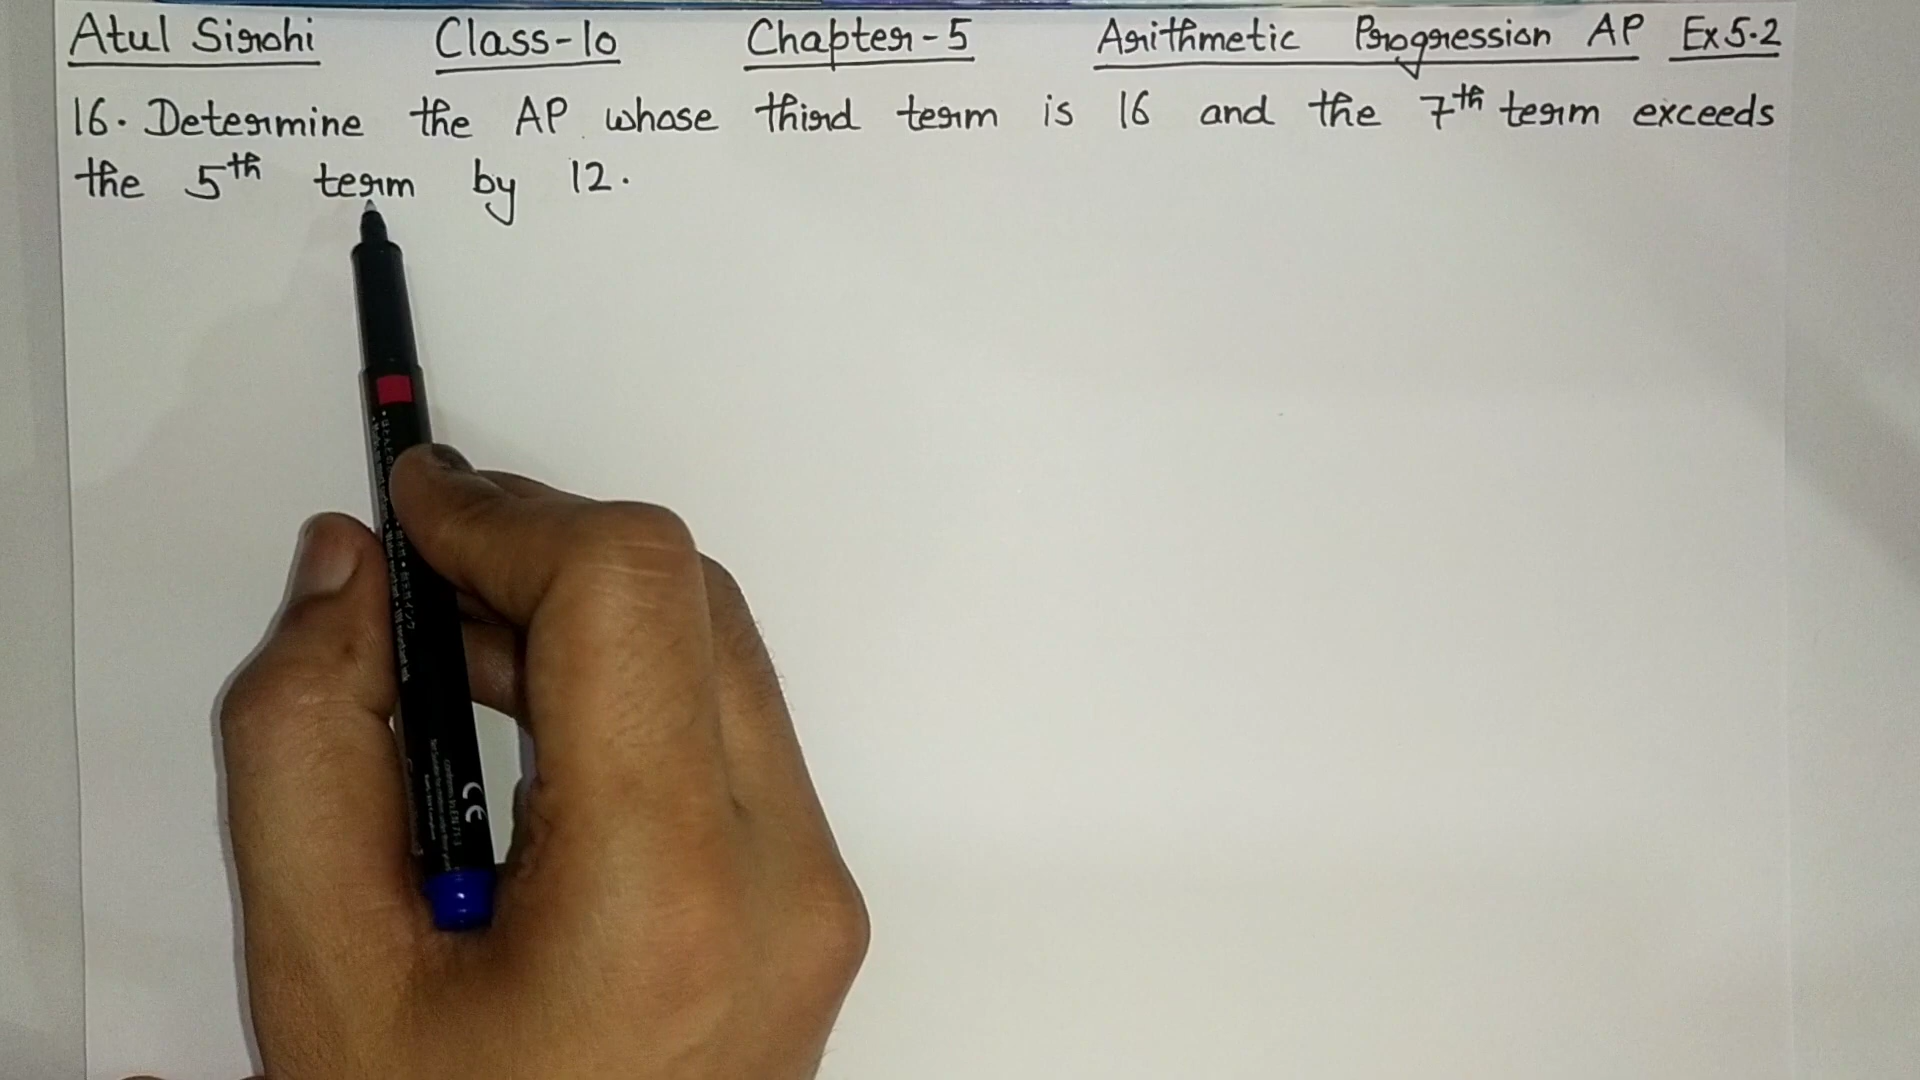 Atul Sirohi Class-10 Chapter-5 Arithmetic Progression AP Ex 5.2
16. Determine the AP whose third term is 16 and the 7th term exceeds
the 5th term by 12.
CE